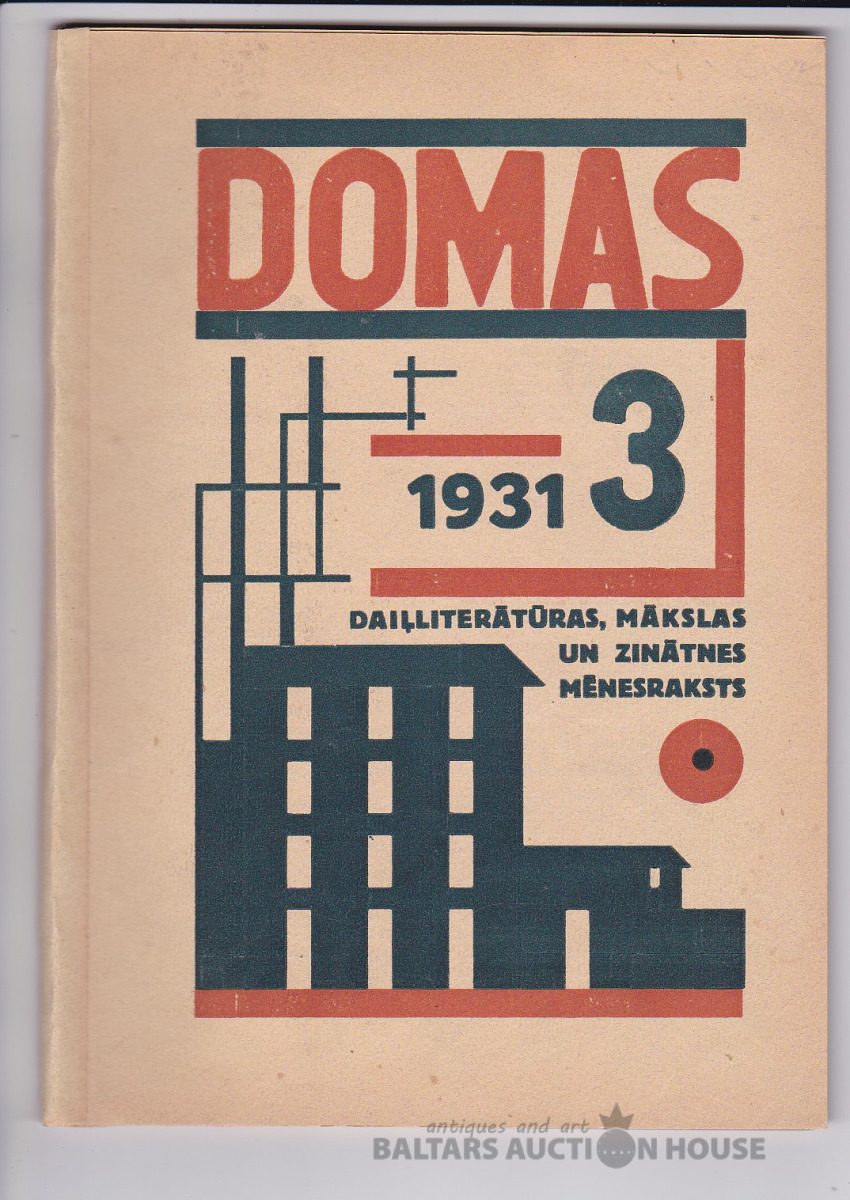 DOMAS
3
1931
DAIĻLITERĀTŪRAS, MĀKSLAS
UN ZINĀTNES
MĒNESRAKSTS
antiques and art
BALTARS AUCTION HOUSE